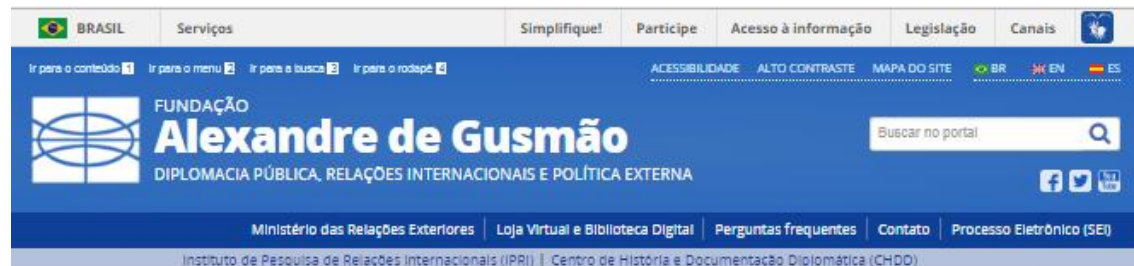 BRASIL Serviços Simplifique! Participe Acesso à informação Legislação Canais
Ir para o conteúdo 1 Ir para o menu 2 Ir para a busca 3 Ir para o rodapé 4 ACESSIBILIDADE ALTO CONTRASTE MAPA DO SITE BR EN ES
FUNDAÇÃO
Alexandre de Gusmão
Buscar no portal
DIPLOMACIA PÚBLICA, RELAÇÕES INTERNACIONAIS E POLÍTICA EXTERNA
Ministério das Relações Exteriores Loja Virtual e Biblioteca Digital Perguntas frequentes Contato Processo Eletrônico (SEI)
Instituto de Pesquisa de Relações Internacionais (IPRI) | Centro de História e Documentação Diplomática (CHDD)